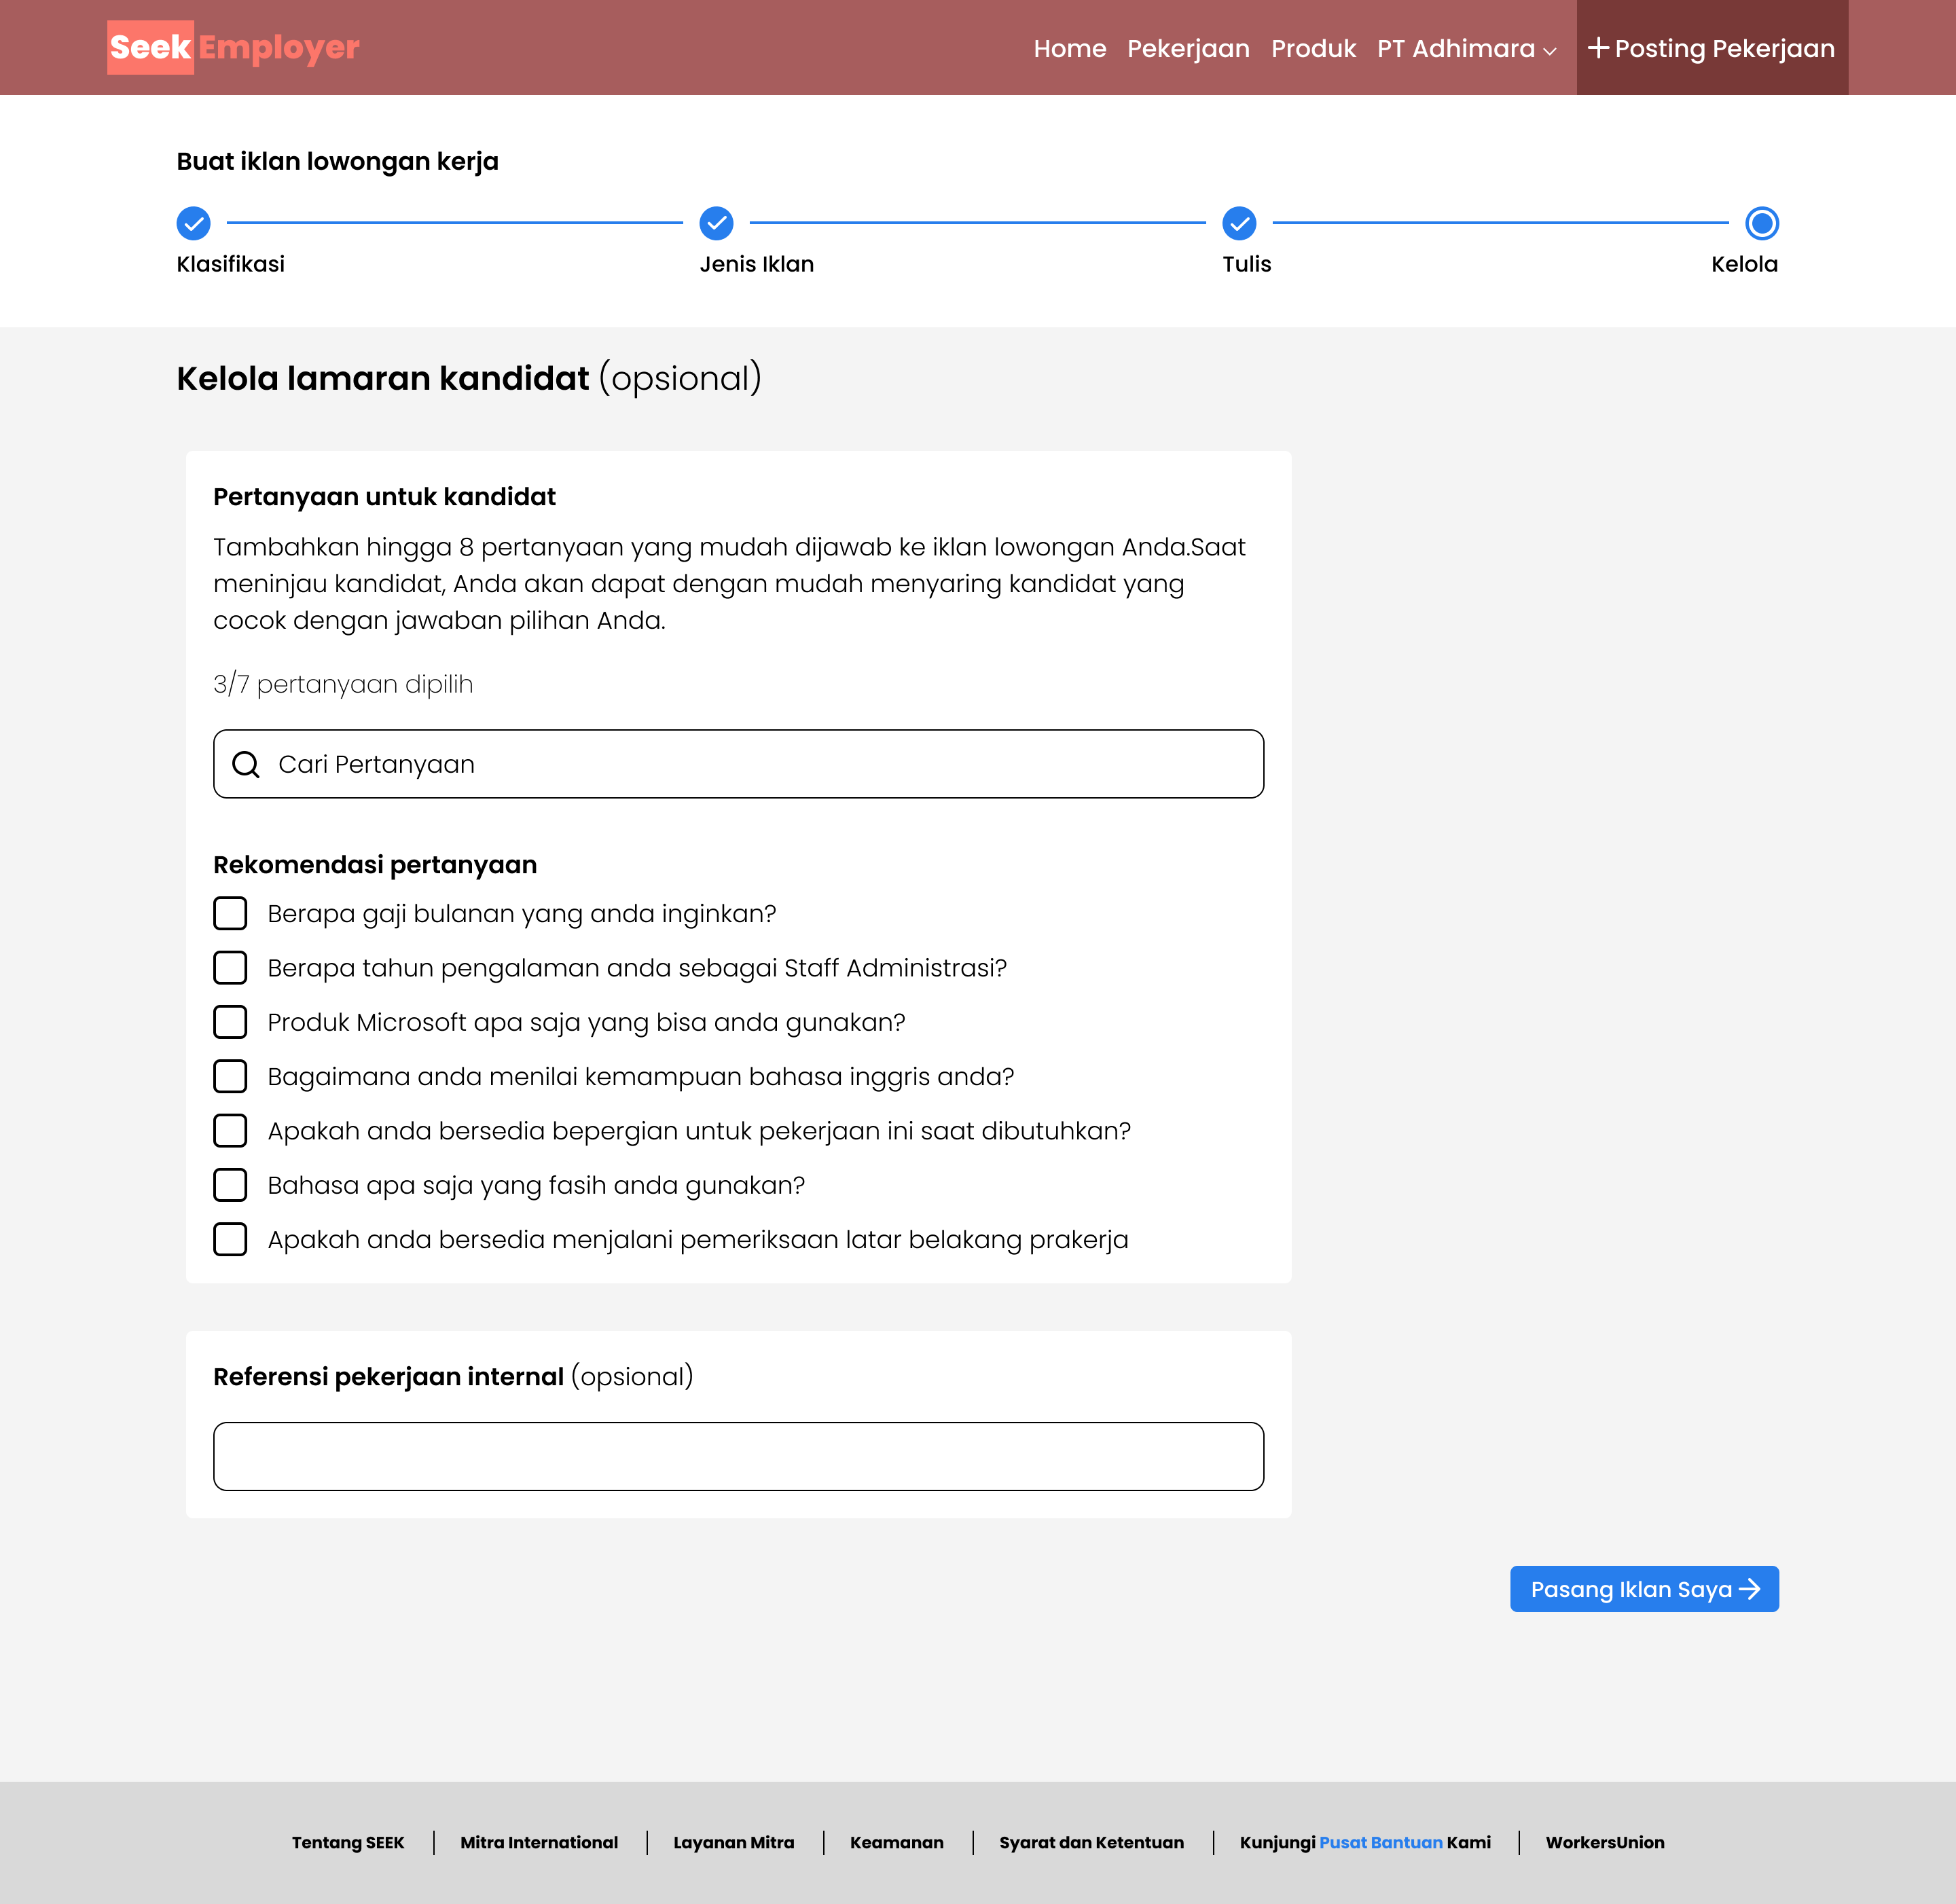 Seek Employer
Home Pekerjaan Produk PT Adhimara Posting Pekerjaan
Buat iklan lowongan kerja
Klasifikasi Jenis Iklan Tulis Kelola
Kelola lamaran kandidat (opsional)
Pertanyaan untuk kandidat
Tambahkan hingga 8 pertanyaan yang mudah dijawab ke iklan lowongan Anda.Saat
meninjau kandidat, Anda akan dapat dengan mudah menyaring kandidat yang
cocok dengan jawaban pilihan Anda.
3/7 pertanyaan dipilih
Cari Pertanyaan
Rekomendasi pertanyaan
Berapa gaji bulanan yang anda inginkan?
Berapa tahun pengalaman anda sebagai Staff Administrasi?
Produk Microsoft apa saja yang bisa anda gunakan?
Bagaimana anda menilai kemampuan bahasa inggris anda?
Apakah anda bersedia bepergian untuk pekerjaan ini saat dibutuhkan?
Bahasa apa saja yang fasih anda gunakan?
Apakah anda bersedia menjalani pemeriksaan latar belakang prakerja
Referensi pekerjaan internal (opsional)
Pasang Iklan Saya
Tentang SEEK Mitra International Layanan Mitra Keamanan Syarat dan Ketentuan Kunjungi Pusat Bantuan Kami WorkersUnion